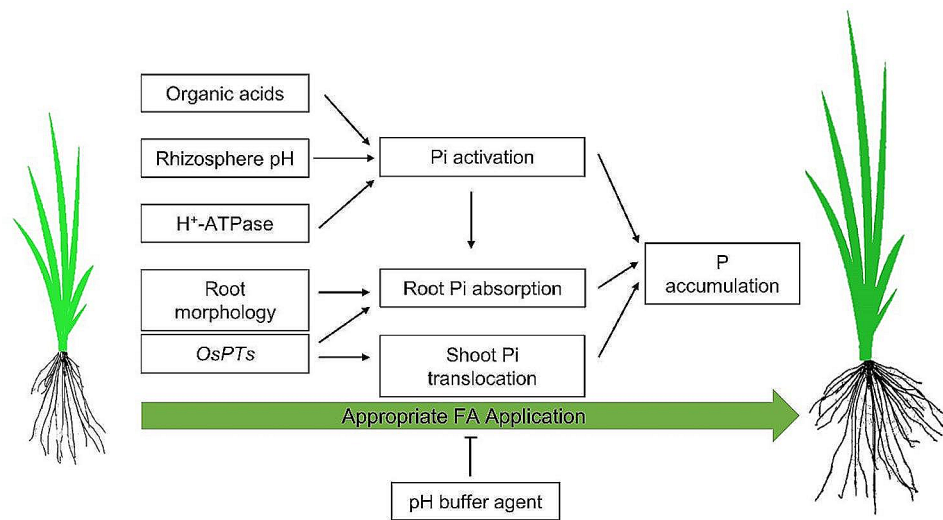 Organic acids
Rhizosphere pH
Pi activation
H⁺-ATPase
Root
morphology
Root Pi absorption
P
accumulation
OsPTs
Shoot Pi
translocation
Appropriate FA Application
pH buffer agent